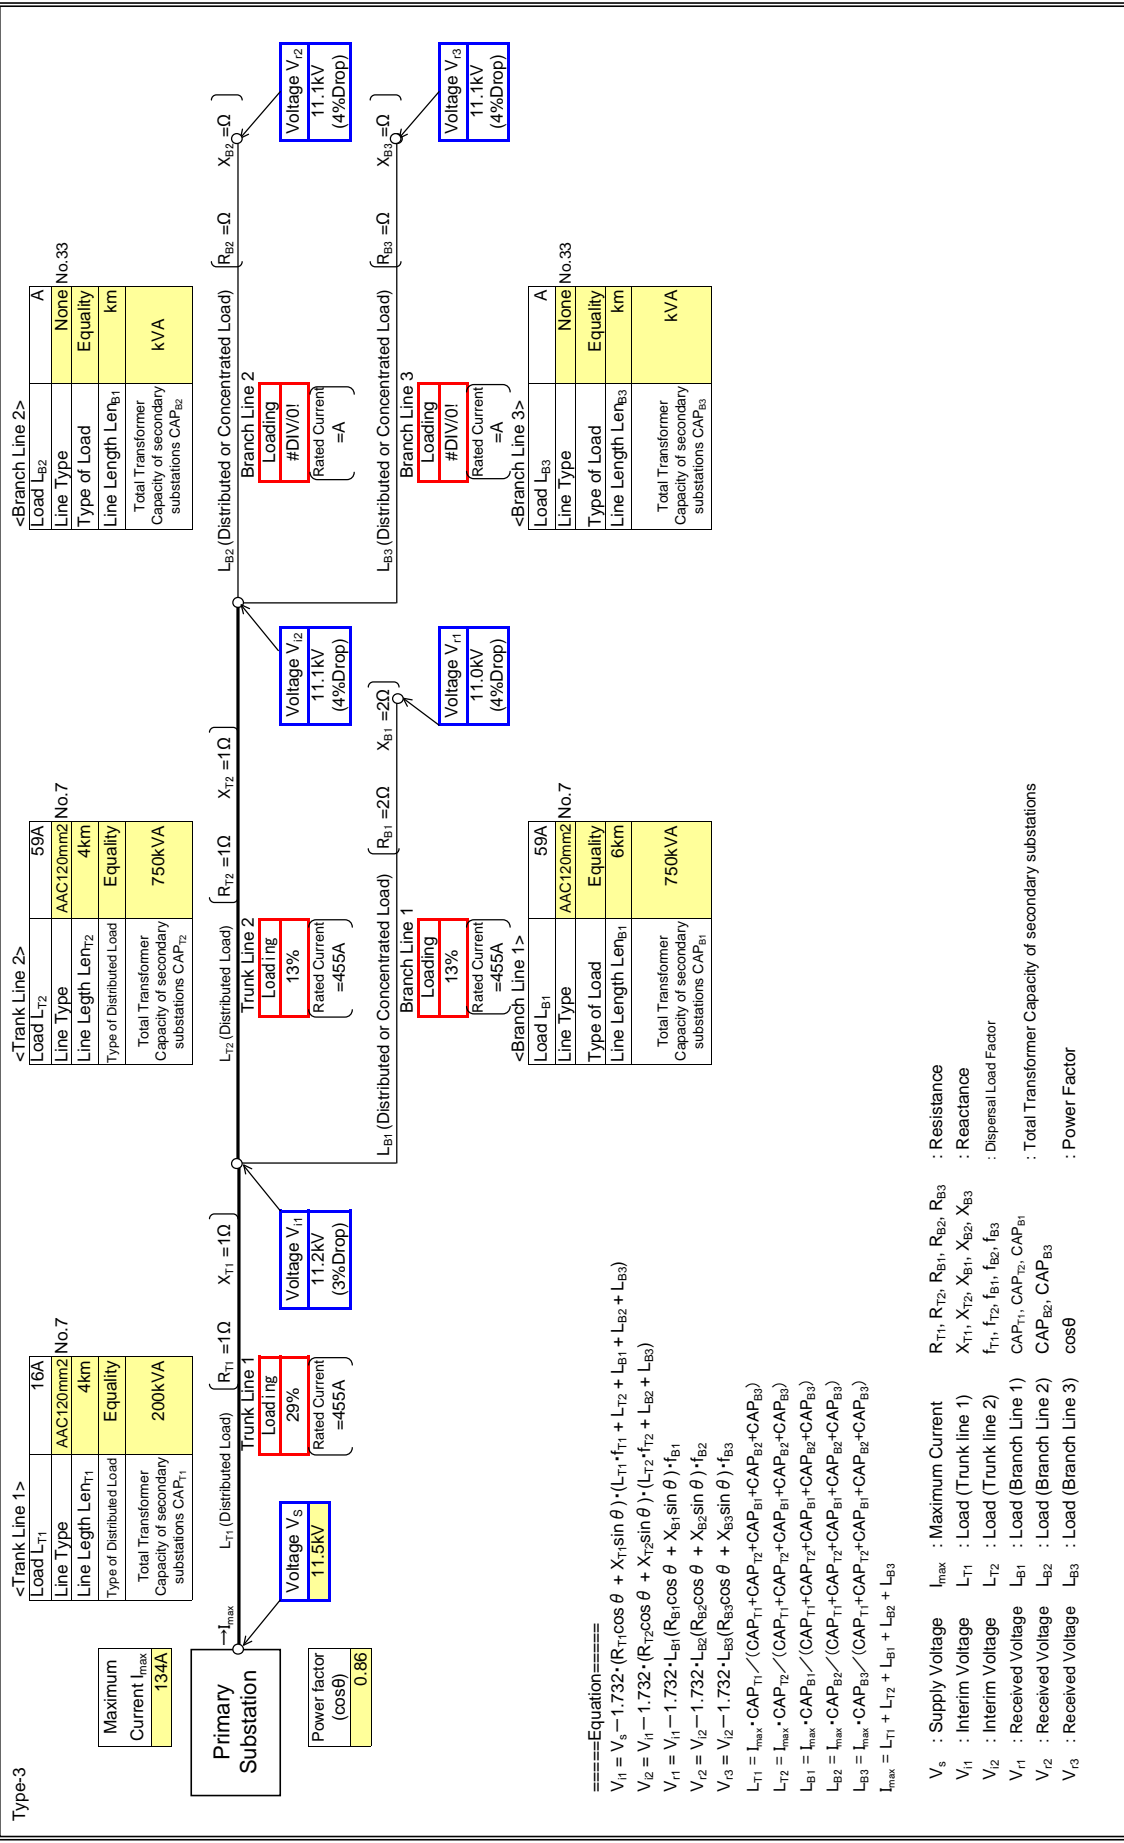 Type-3
Maximum
Current Imax
134A
Primary
Substation
Power factor
(cosθ)
0.86
→Imax
Voltage VS
11.5kV
<Trank Line 1>
Load LT1 16A
Line Type AAC120mm2 No.7
Line Legth LenT1 4km
Type of Distributed Load Equality
Total Transformer
Capacity of secondary
substations CAPT1
200kVA
LT1 (Distributed Load) RT1 =1Ω XT1 =1Ω
Trunk Line 1
Loading
29%
Rated Current
=455A
Voltage Vi1
11.2kV
(3%Drop)
<Trank Line 2>
Load LT2 59A
Line Type AAC120mm2 No.7
Line Legth LenT2 4km
Type of Distributed Load Equality
Total Transformer
Capacity of secondary
substations CAPT2
750kVA
LT2 (Distributed Load) RT2 =1Ω XT2 =1Ω
Trunk Line 2
Loading
13%
Rated Current
=455A
Voltage Vi2
11.1kV
(4%Drop)
LB1 (Distributed or Concentrated Load) RB1 =2Ω XB1 =2Ω
Branch Line 1
Loading
13%
Rated Current
=455A
Voltage Vr1
11.0kV
(4%Drop)
<Branch Line 1>
Load LB1 59A
Line Type AAC120mm2 No.7
Type of Load Equality
Line Length LenB1 6km
Total Transformer
Capacity of secondary
substations CAPB1
750kVA
<Branch Line 2>
Load LB2 A
Line Type None No.33
Type of Load Equality
Line Length LenB1 km
Total Transformer
Capacity of secondary
substations CAPB2
kVA
LB2 (Distributed or Concentrated Load) RB2 =Ω XB2 =Ω
Branch Line 2
Loading
#DIV/0!
Rated Current
=A
Voltage Vr2
11.1kV
(4%Drop)
LB3 (Distributed or Concentrated Load) RB3 =Ω XB3 =Ω
Branch Line 3
Loading
#DIV/0!
Rated Current
=A
Voltage Vr3
11.1kV
(4%Drop)
<Branch Line 3>
Load LB3 A
Line Type None No.33
Type of Load Equality
Line Length LenB3 km
Total Transformer
Capacity of secondary
substations CAPB3
kVA
=====Equation=====
Vi1 = Vs−1.732・(RT1cos θ + XT1sin θ)・(LT1・fT1 + LT2 + LB1 + LB2 + LB3)
Vi2 = Vi1−1.732・(RT2cos θ + XT2sin θ)・(LT2・fT2 + LB2 + LB3)
Vr1 = Vi1−1.732・LB1(RB1cos θ + XB1sin θ)・fB1
Vr2 = Vi2−1.732・LB2(RB2cos θ + XB2sin θ)・fB2
Vr3 = Vi2−1.732・LB3(RB3cos θ + XB3sin θ)・fB3
LT1 = Imax・CAPT1／(CAPT1+CAPT2+CAPB1+CAPB2+CAPB3)
LT2 = Imax・CAPT2／(CAPT1+CAPT2+CAPB1+CAPB2+CAPB3)
LB1 = Imax・CAPB1／(CAPT1+CAPT2+CAPB1+CAPB2+CAPB3)
LB2 = Imax・CAPB2／(CAPT1+CAPT2+CAPB1+CAPB2+CAPB3)
LB3 = Imax・CAPB3／(CAPT1+CAPT2+CAPB1+CAPB2+CAPB3)
Imax = LT1 + LT2 + LB1 + LB2 + LB3
Vs : Supply Voltage Imax : Maximum Current RT1, RT2, RB1, RB2, RB3 : Resistance
Vi1 : Interim Voltage LT1 : Load (Trunk line 1) XT1, XT2, XB1, XB2, XB3 : Reactance
Vi2 : Interim Voltage LT2 : Load (Trunk line 2) fT1, fT2, fB1, fB2, fB3 : Dispersal Load Factor
Vr1 : Received Voltage LB1 : Load (Branch Line 1) CAPT1, CAPT2, CAPB1 : Total Transformer Capacity of secondary substations
Vr2 : Received Voltage LB2 : Load (Branch Line 2) CAPB2, CAPB3
Vr3 : Received Voltage LB3 : Load (Branch Line 3) cosθ : Power Factor